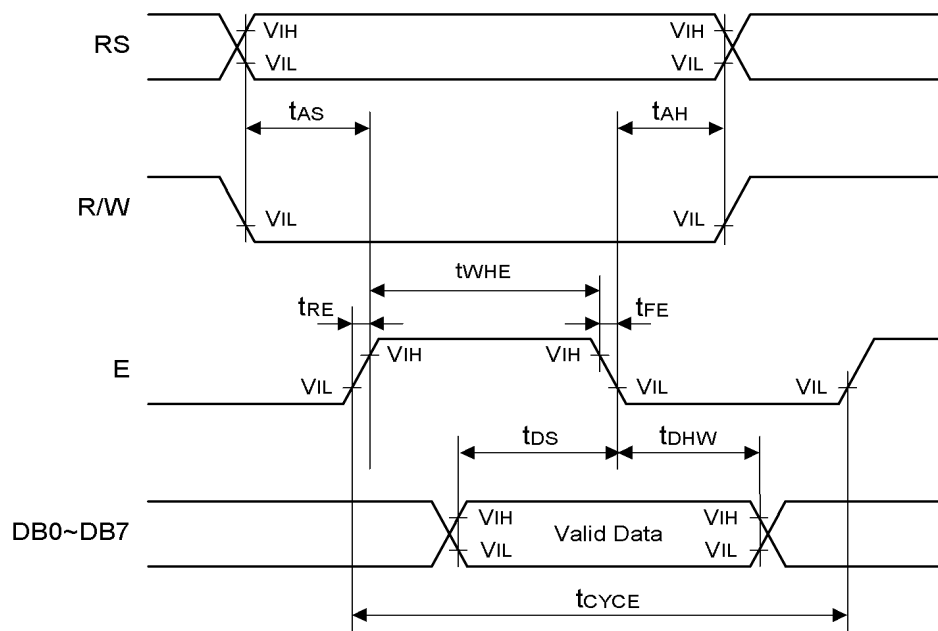 RS
VIH
VIH
VIL
VIL
tAS
tAH
R/W
VIL
VIL
tWHE
tRE
tFE
E
VIH
VIH
VIL
VIL
VIL
tDS
tDHW
DB0~DB7
VIH
Valid Data
VIH
VIL
VIL
tCYCE